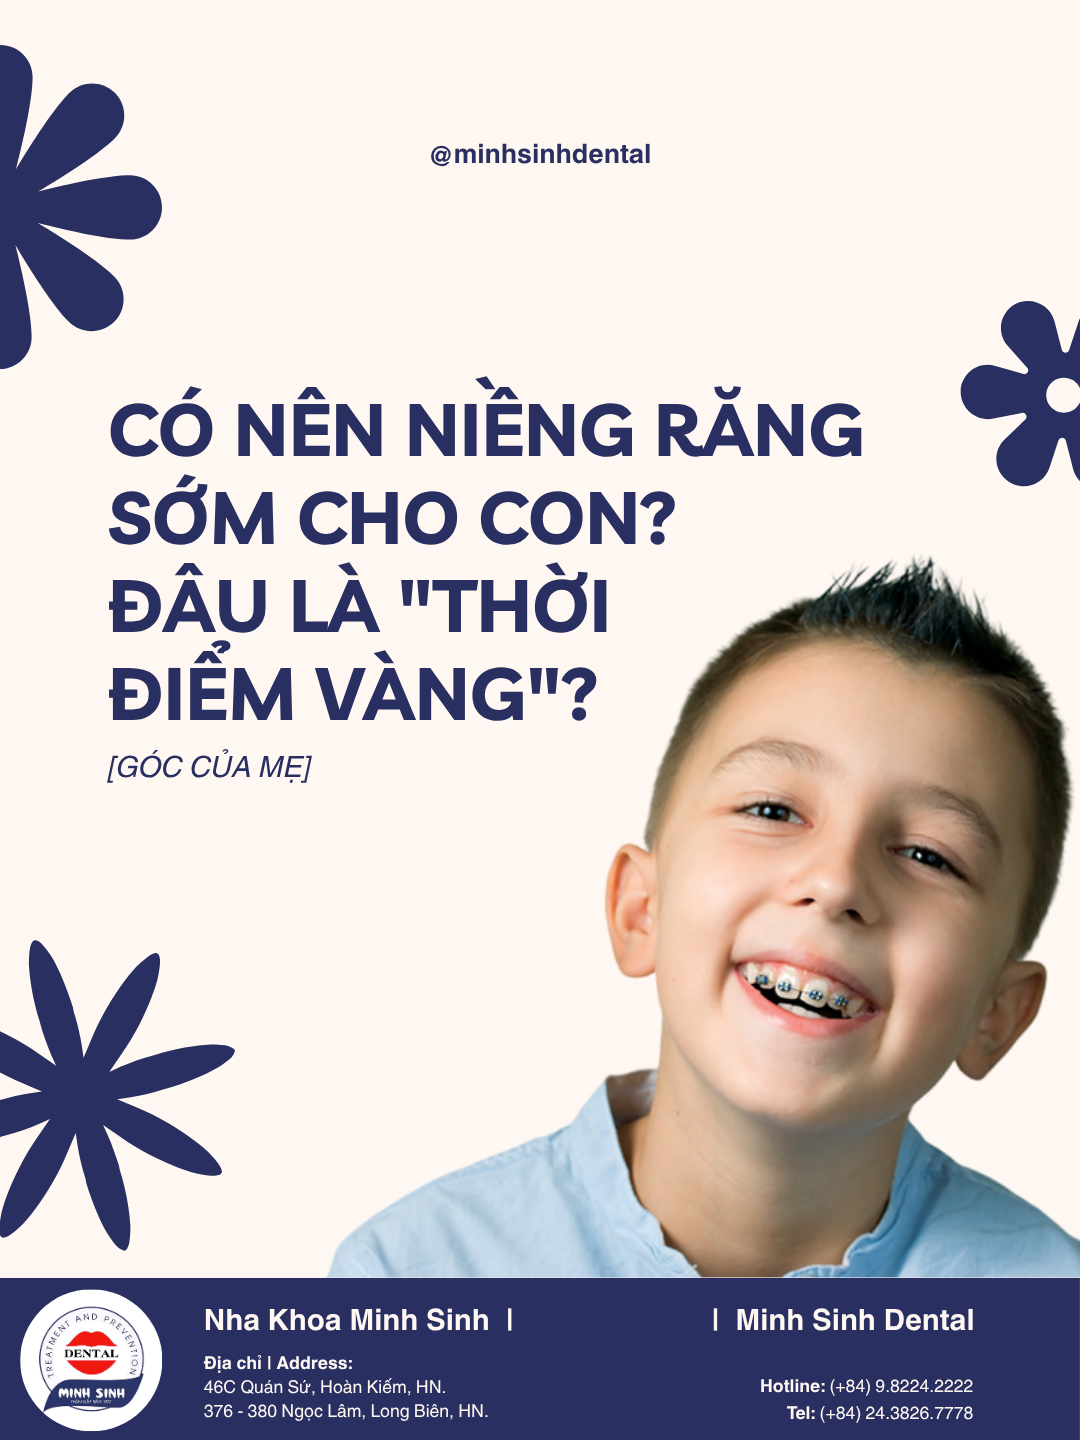 @minhsinhdental
CÓ NÊN NIỀNG RĂNG
SỚM CHO CON?
ĐÂU LÀ "THỜI
ĐIỂM VÀNG"?
[GÓC CỦA MẸ]
TREATMENT AND PREVENTION
DENTAL
MINH SINH
Nha Khoa Minh Sinh |
Địa chỉ | Address:
46C Quán Sứ, Hoàn Kiếm, HN.
376 - 380 Ngọc Lâm, Long Biên, HN.
| Minh Sinh Dental
Hotline: (+84) 9.8224.2222
Tel: (+84) 24.3826.7778